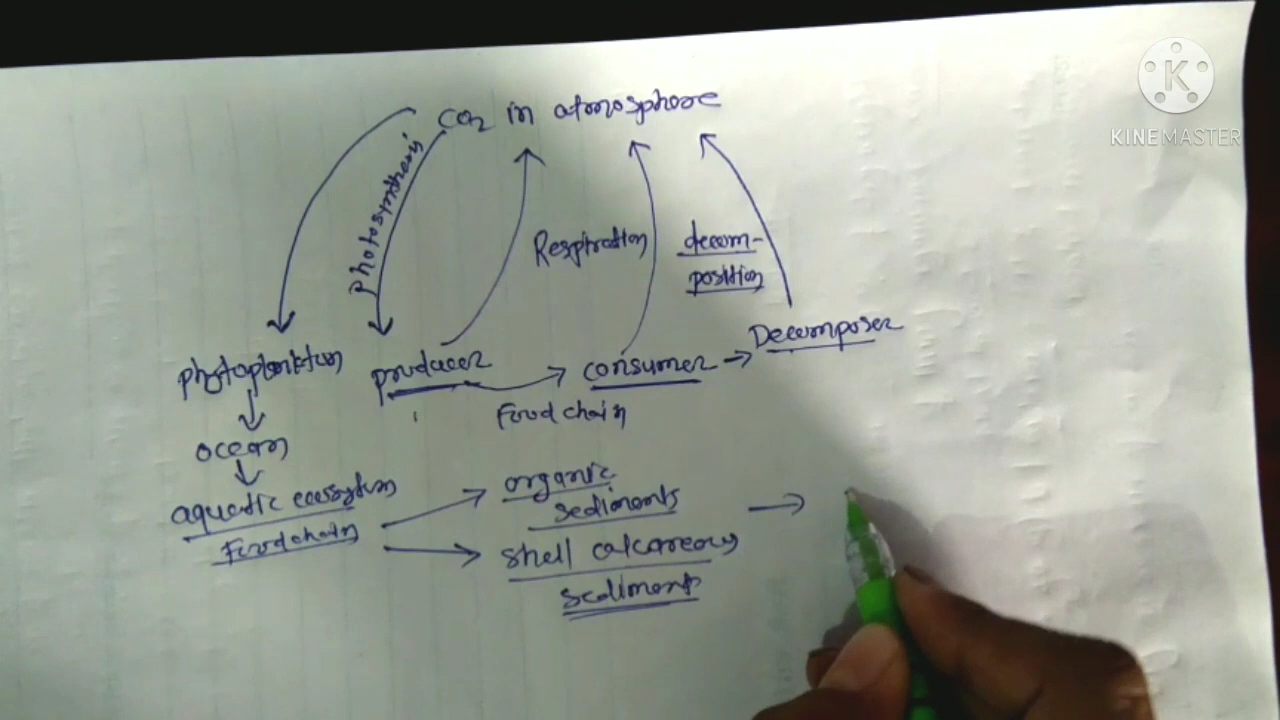 CO2 in atmosphere
KINEMASTER
Photosynthesis
Respiration
decom-
position
Decomposer
phytoplankton
producer
consumer
Food chain
ocean
aquatic ecosystem
Food chain
organic
sediments
shell calcareous
sediments